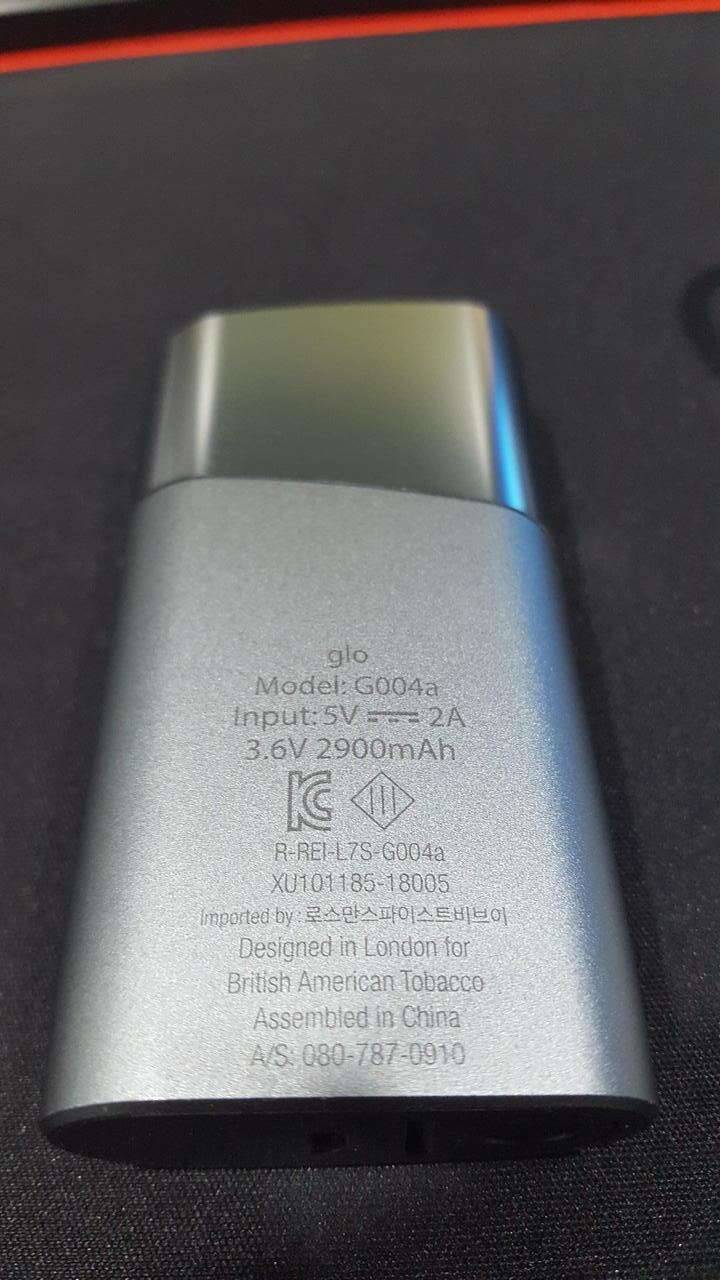 glo
Model: G004a
Input: 5V ⎓ 2A
3.6V 2900mAh
R-REI-L7S-G004a
XU101185-18005
Imported by : 로스만스파이스트비브이
Designed in London for
British American Tobacco
Assembled in China
A/S: 080-787-0910